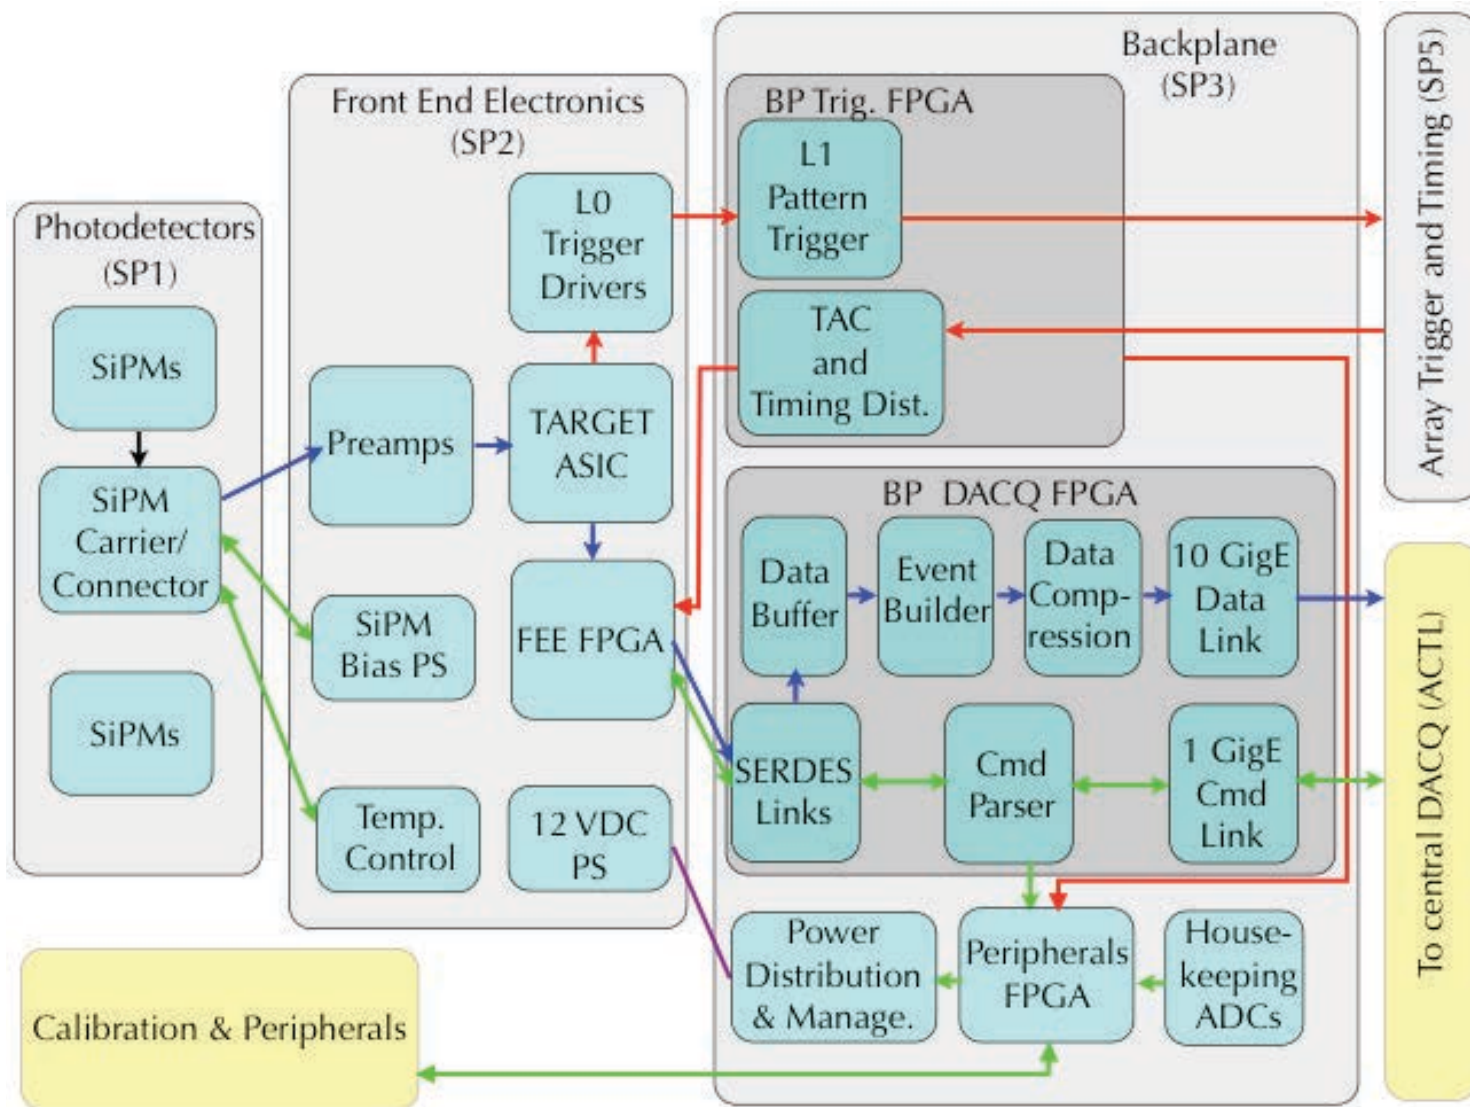 Photodetectors
(SP1)
SiPMs
SiPM
Carrier/
Connector
SiPMs
Front End Electronics
(SP2)
L0
Trigger
Drivers
Preamps
TARGET
ASIC
SiPM
Bias PS
FEE FPGA
Temp.
Control
12 VDC
PS
Backplane
(SP3)
BP Trig. FPGA
L1
Pattern
Trigger
TAC
and
Timing Dist.
BP DACQ FPGA
Data
Buffer
Event
Builder
Data
Comp-
ression
10 GigE
Data
Link
SERDES
Links
Cmd
Parser
1 GigE
Cmd
Link
Power
Distribution
& Manage.
Peripherals
FPGA
House-
keeping
ADCs
Array Trigger and Timing (SP5)
To central DACQ (ACTL)
Calibration & Peripherals